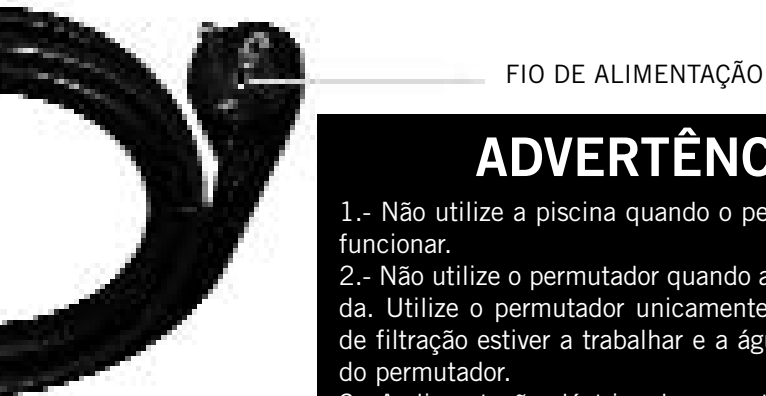 FIO DE ALIMENTAÇÃO
ADVERTÊNC
1.- Não utilize a piscina quando o pe
funcionar.
2.- Não utilize o permutador quando a
da. Utilize o permutador unicamente
de filtração estiver a trabalhar e a ág
do permutador.